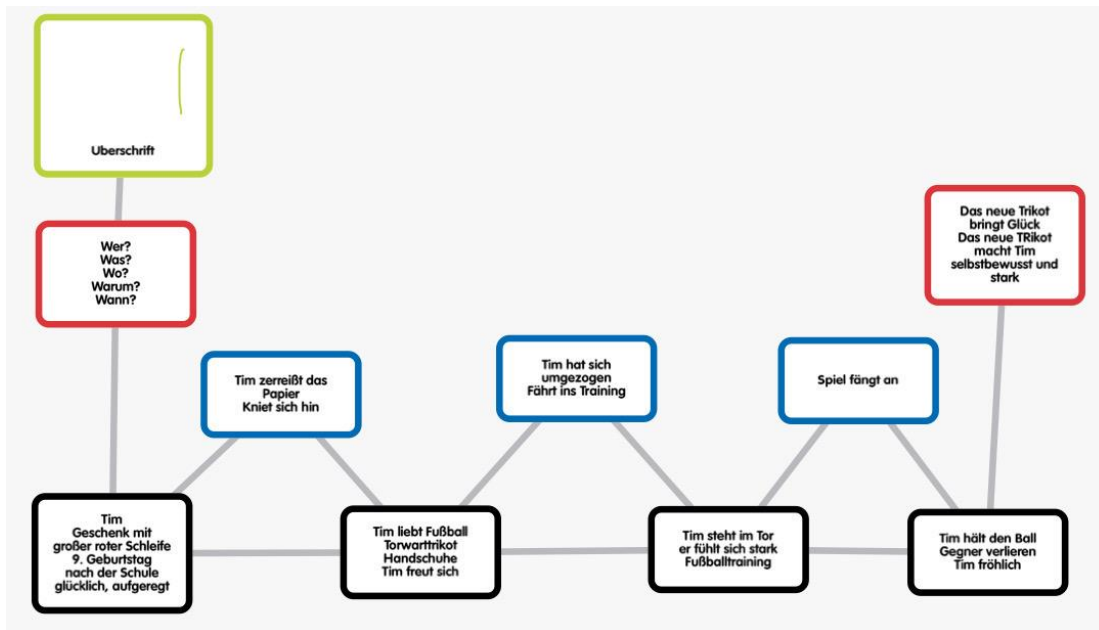 Uberschrift
Wer?
Was?
Wo?
Warum?
Wann?
Das neue Trikot
bringt Glück
Das neue TRikot
macht Tim
selbstbewusst und
stark
Tim zerreißt das
Papier
Kniet sich hin
Tim hat sich
umgezogen
Fährt ins Training
Spiel fängt an
Tim
Geschenk mit
großer roter Schleife
9. Geburtstag
nach der Schule
glücklich, aufgeregt
Tim liebt Fußball
Torwarttrikot
Handschuhe
Tim freut sich
Tim steht im Tor
er fühlt sich stark
Fußballtraining
Tim hält den Ball
Gegner verlieren
Tim fröhlich